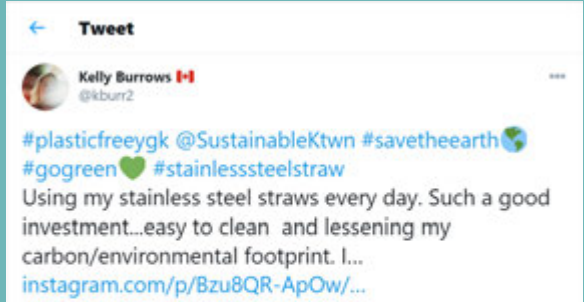 ← Tweet
Kelly Burrows 🇨🇦
@kburr2
#plasticfreeygk @SustainableKtwn #savetheearth🌎
#gogreen💚 #stainlesssteelstraw
Using my stainless steel straws every day. Such a good
investment...easy to clean and lessening my
carbon/environmental footprint. I...
instagram.com/p/Bzu8QR-ApOw/...